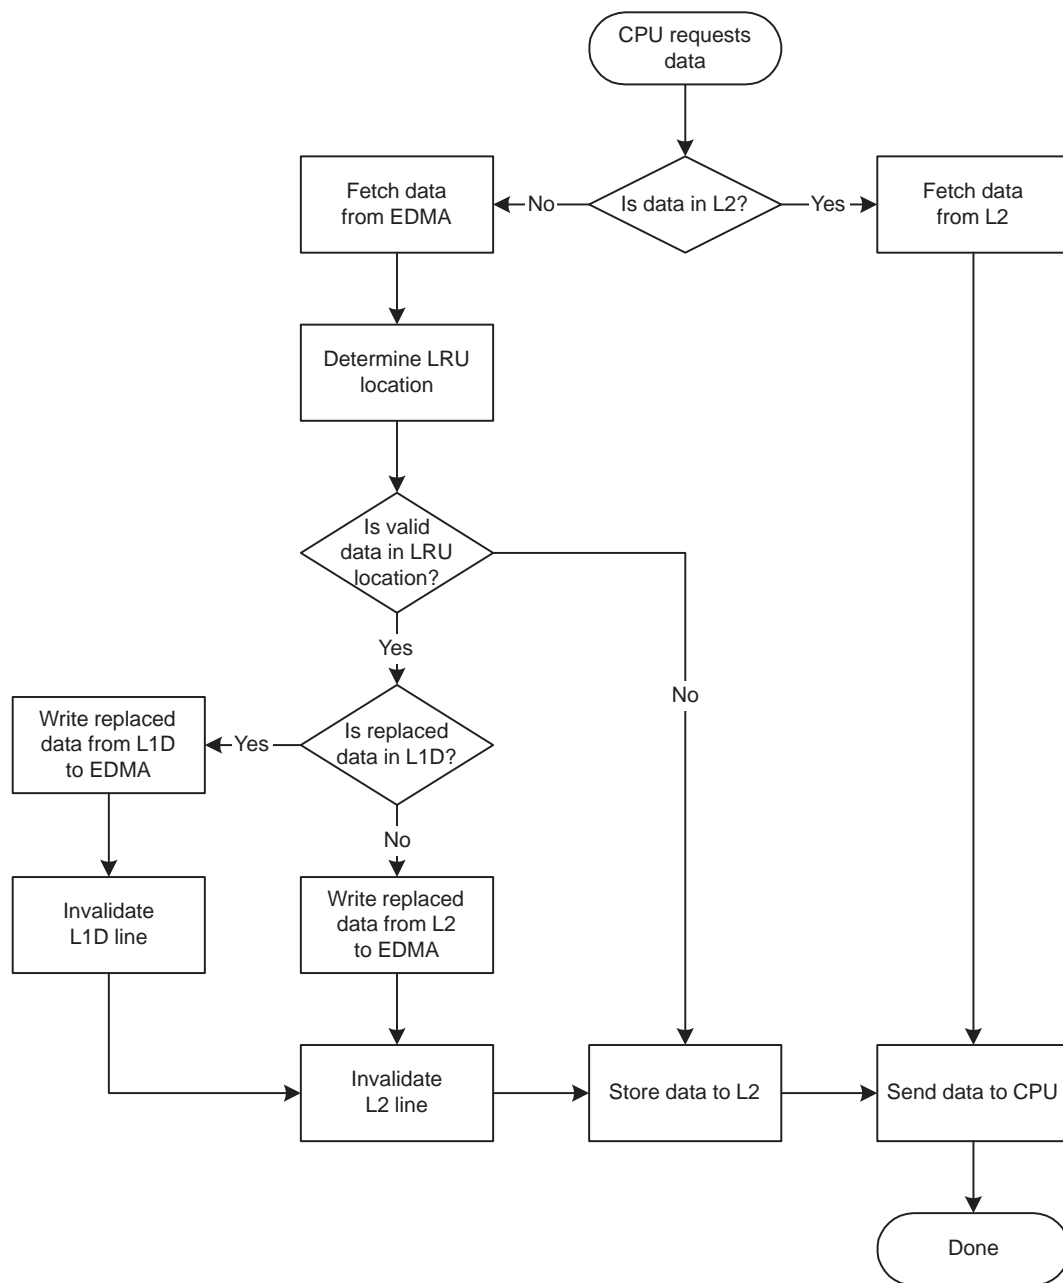 CPU requests
data
Fetch data
from EDMA
No
Is data in L2?
Yes
Fetch data
from L2
Determine LRU
location
Is valid
data in LRU
location?
Yes
No
Write replaced
data from L1D
to EDMA
Yes
Is replaced
data in L1D?
No
Invalidate
L1D line
Write replaced
data from L2
to EDMA
Invalidate
L2 line
Store data to L2
Send data to CPU
Done